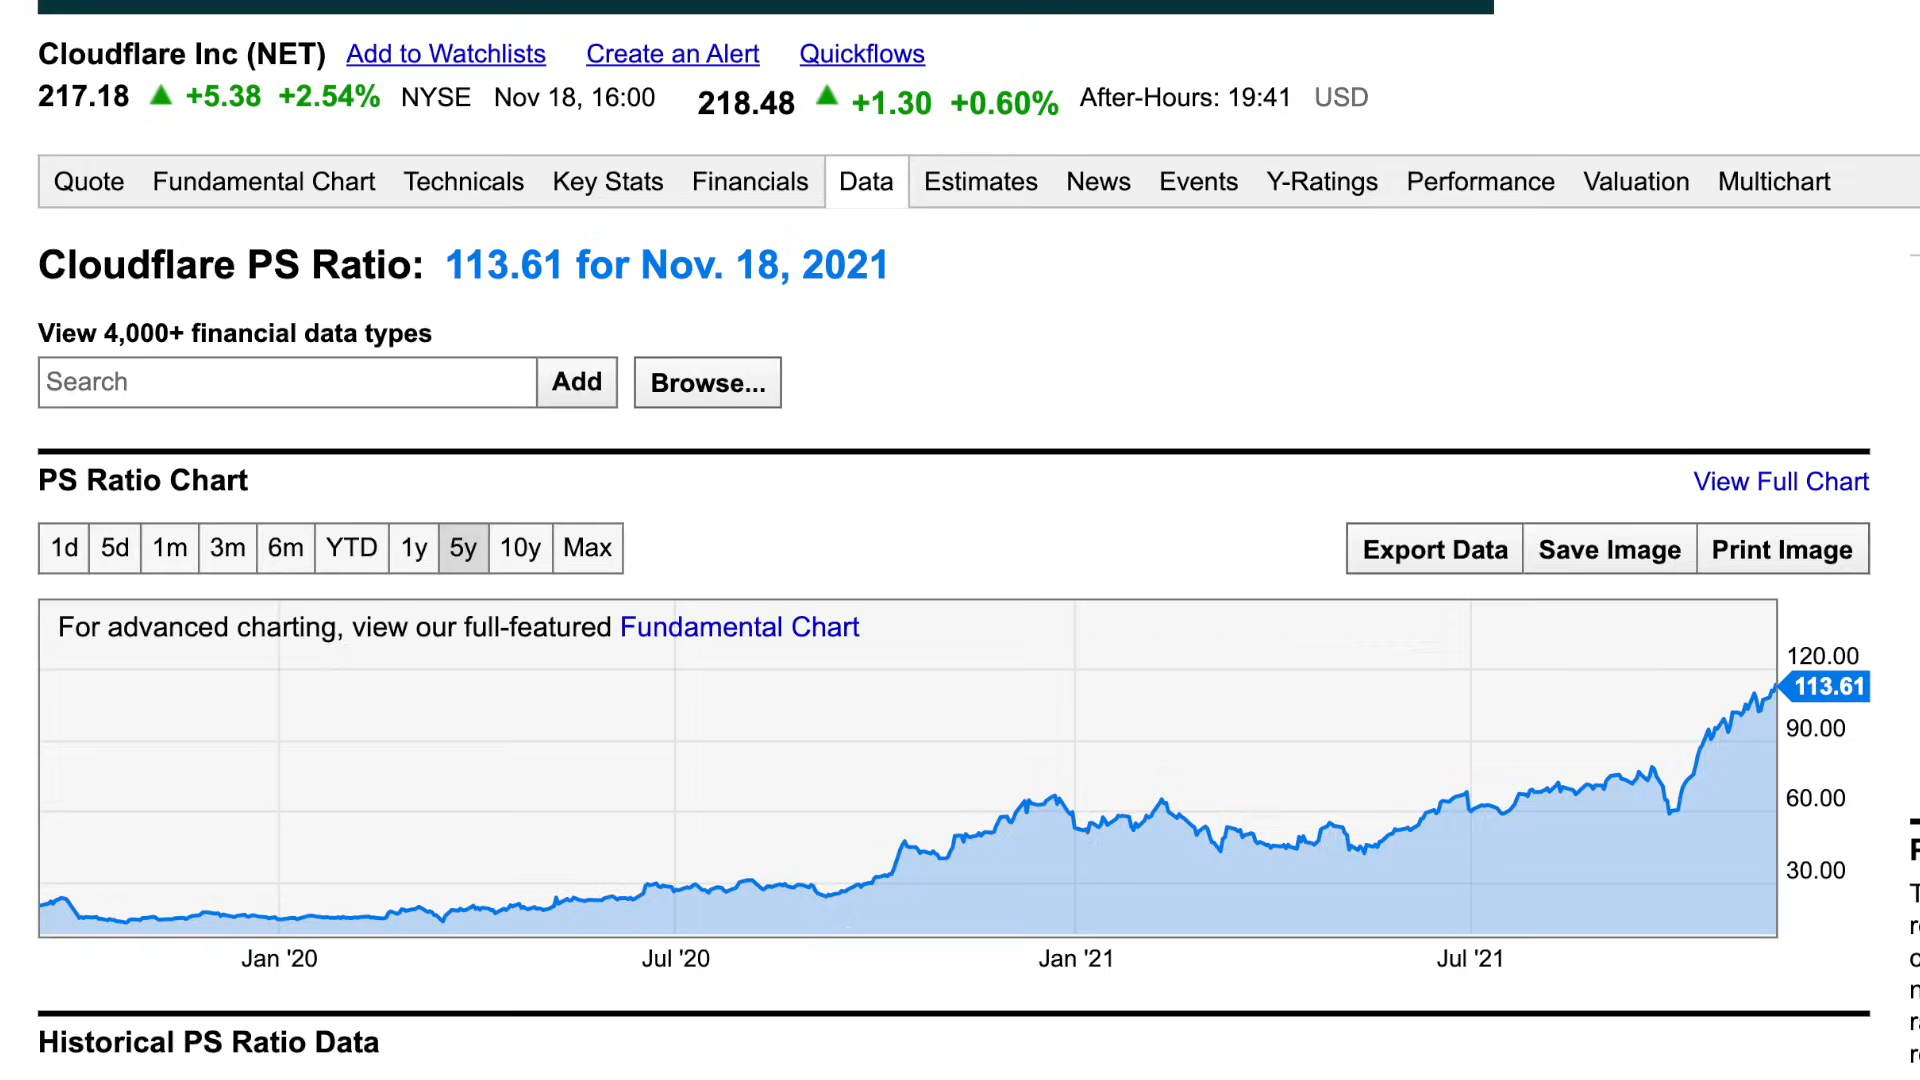 Cloudflare Inc (NET) Add to Watchlists Create an Alert Quickflows
217.18 ▲ +5.38 +2.54% NYSE Nov 18, 16:00 218.48 ▲ +1.30 +0.60% After-Hours: 19:41 USD
Quote Fundamental Chart Technicals Key Stats Financials Data Estimates News Events Y-Ratings Performance Valuation Multichart
Cloudflare PS Ratio: 113.61 for Nov. 18, 2021
View 4,000+ financial data types
Search Add Browse...
PS Ratio Chart View Full Chart
1d 5d 1m 3m 6m YTD 1y 5y 10y Max Export Data Save Image Print Image
For advanced charting, view our full-featured Fundamental Chart
120.00
113.61
90.00
60.00
30.00
Jan '20 Jul '20 Jan '21 Jul '21
Historical PS Ratio Data